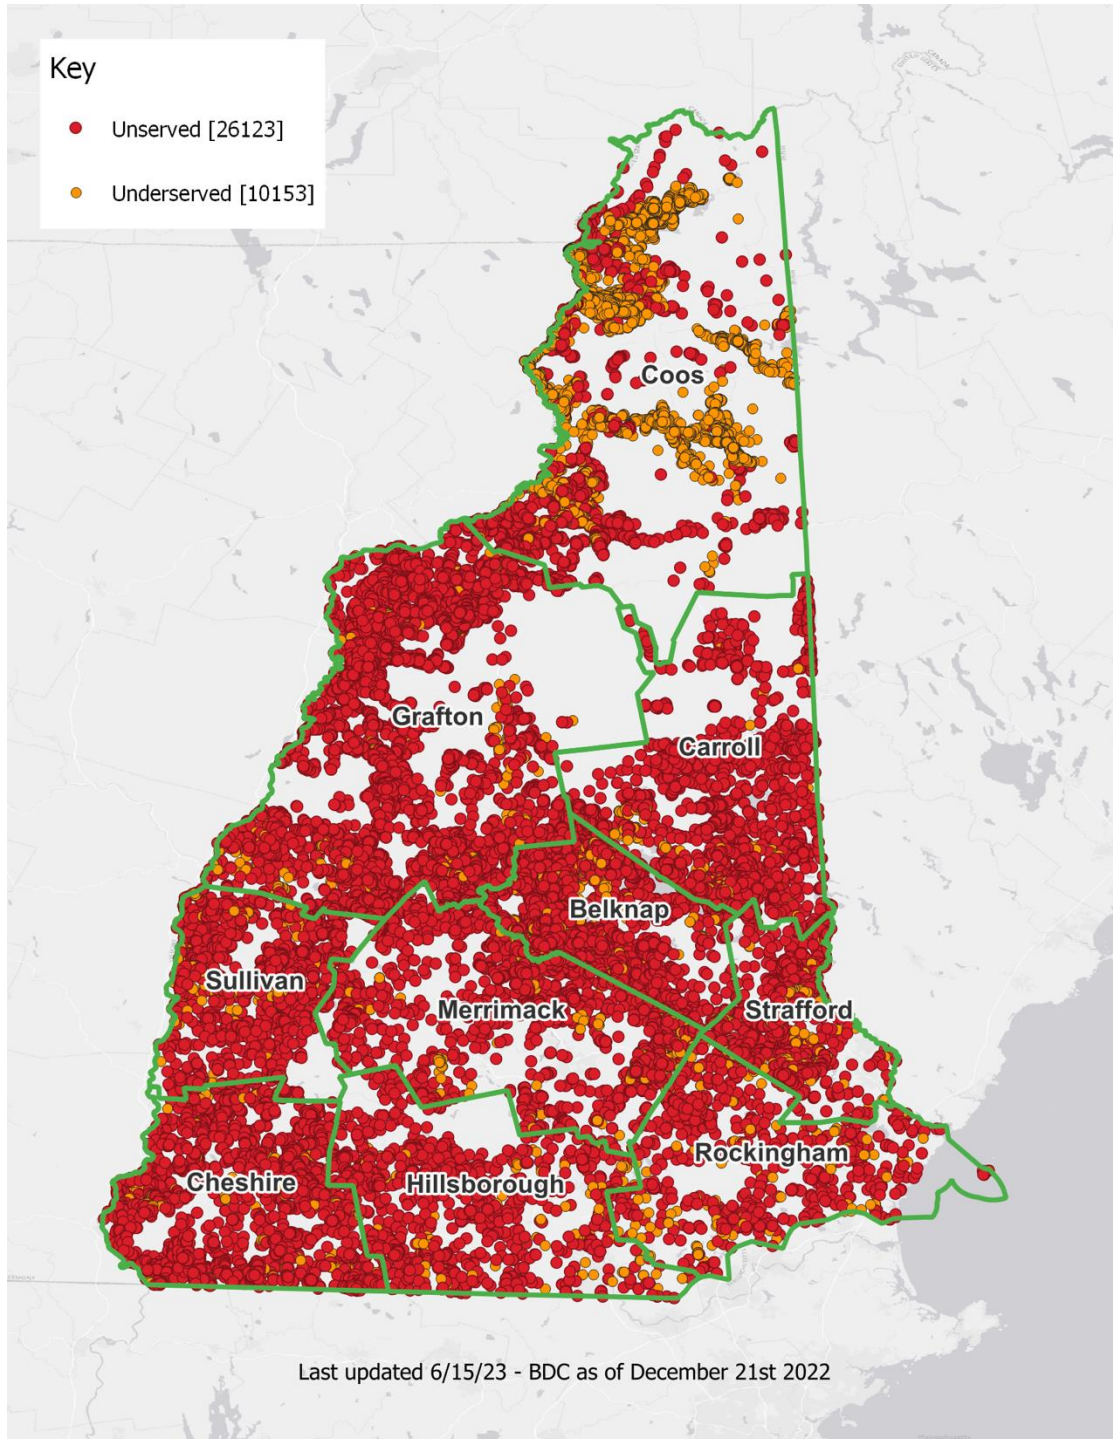 Key
Unserved [26123]
Underserved [10153]
Coos
Grafton
Carroll
Belknap
Sullivan
Merrimack
Strafford
Rockingham
Cheshire
Hillsborough
Last updated 6/15/23 - BDC as of December 21st 2022